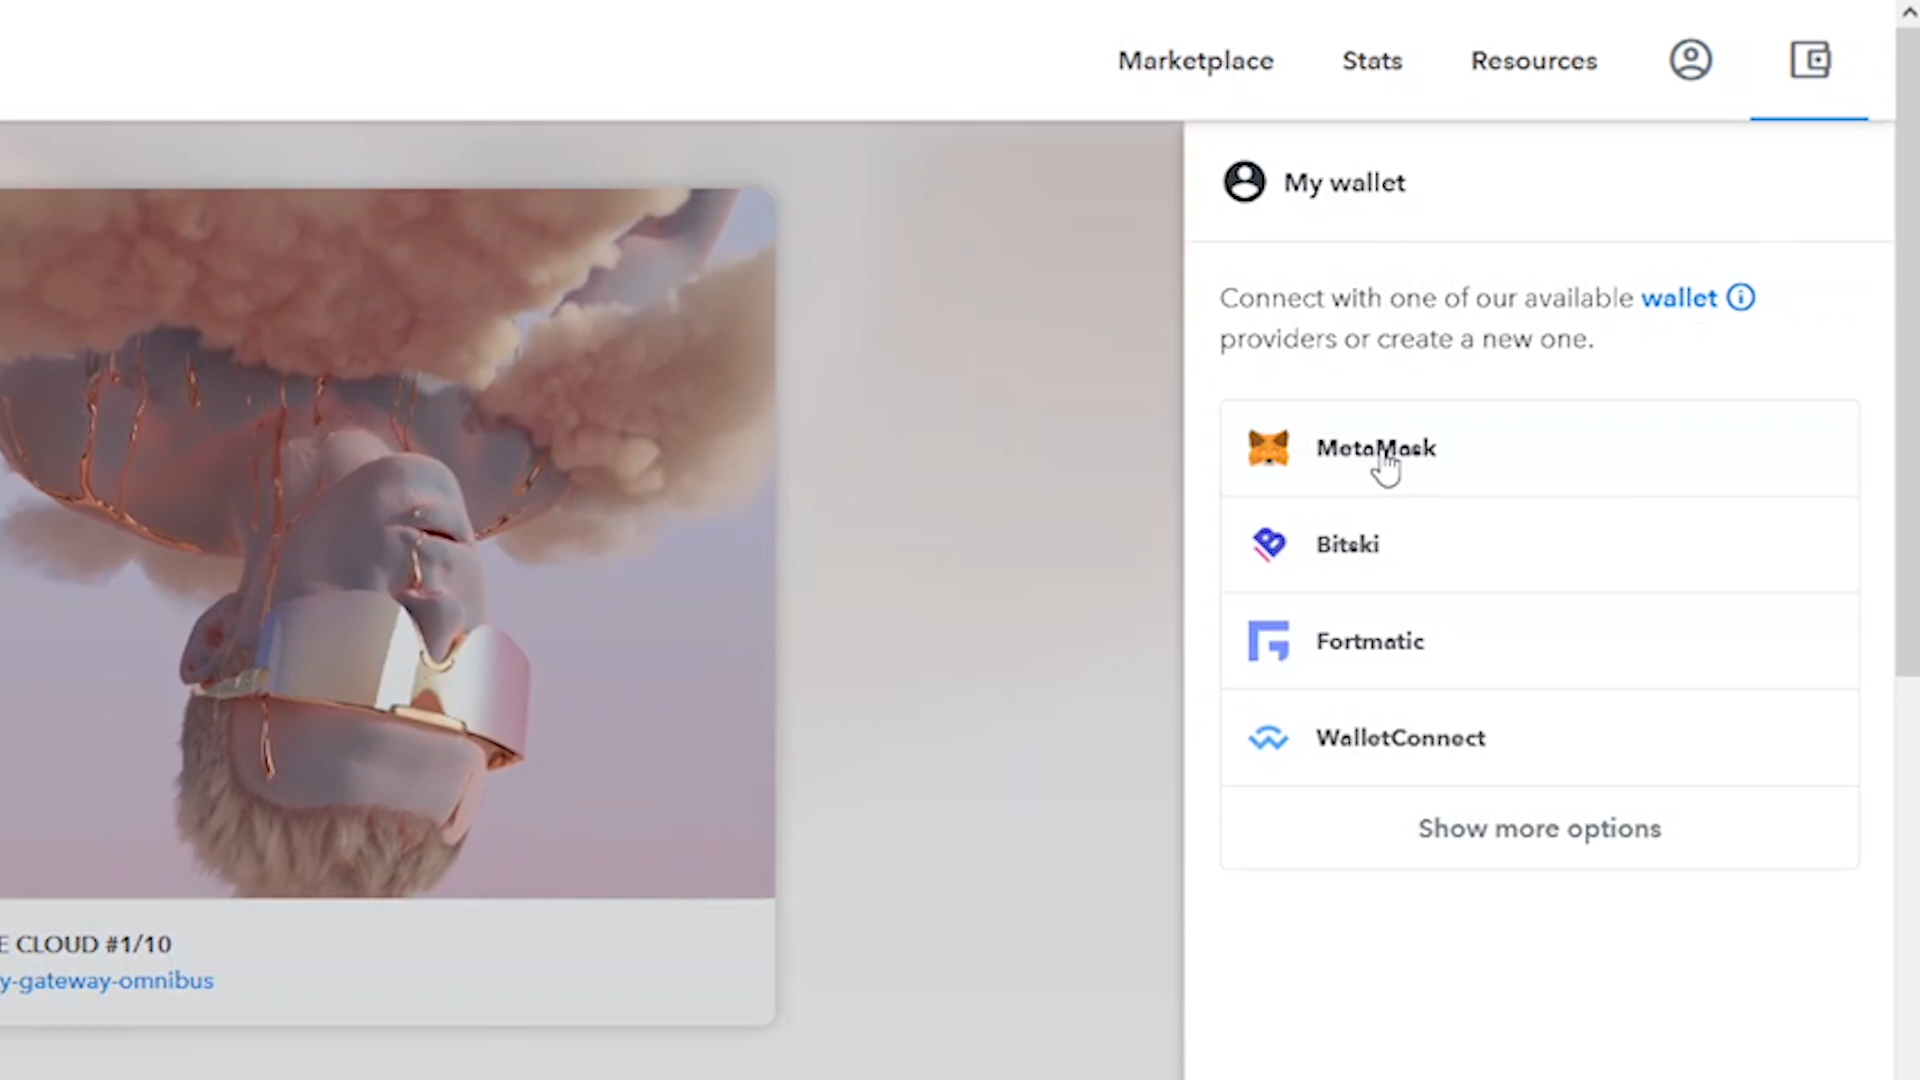 Marketplace Stats Resources
My wallet
Connect with one of our available wallet
providers or create a new one.
MetaMask
Bitski
Fortmatic
WalletConnect
Show more options
E CLOUD #1/10
y-gateway-omnibus